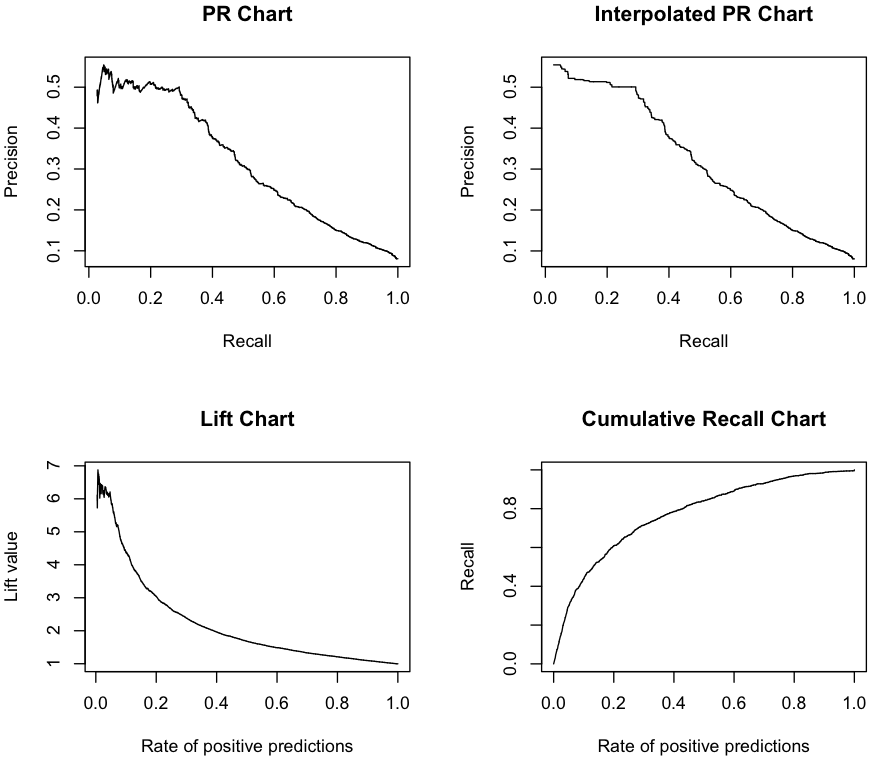 PR Chart
Precision
0.1 0.2 0.3 0.4 0.5
0.0 0.2 0.4 0.6 0.8 1.0
Recall
Interpolated PR Chart
Precision
0.1 0.2 0.3 0.4 0.5
0.0 0.2 0.4 0.6 0.8 1.0
Recall
Lift Chart
Lift value
1 2 3 4 5 6 7
0.0 0.2 0.4 0.6 0.8 1.0
Rate of positive predictions
Cumulative Recall Chart
Recall
0.0 0.4 0.8
0.0 0.2 0.4 0.6 0.8 1.0
Rate of positive predictions